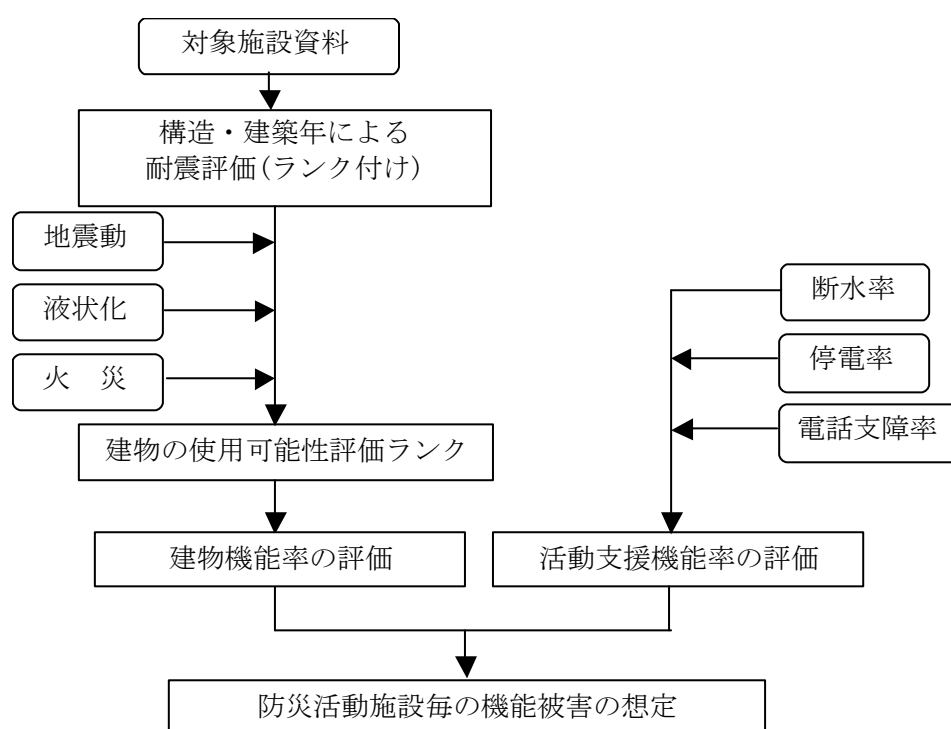 対象施設資料
構造・建築年による
耐震評価(ランク付け)
地震動
液状化
火　災
断水率
停電率
電話支障率
建物の使用可能性評価ランク
建物機能率の評価
活動支援機能率の評価
防災活動施設毎の機能被害の想定